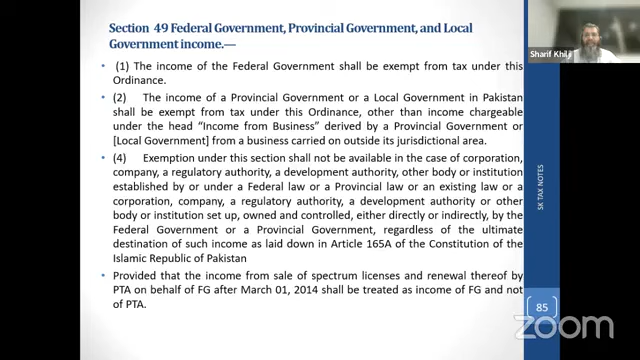 Section 49 Federal Government, Provincial Government, and Local
Government income.—
• (1) The income of the Federal Government shall be exempt from tax under this
Ordinance.
• (2) The income of a Provincial Government or a Local Government in Pakistan
shall be exempt from tax under this Ordinance, other than income chargeable
under the head “Income from Business” derived by a Provincial Government or
[Local Government] from a business carried on outside its jurisdictional area.
• (4) Exemption under this section shall not be available in the case of corporation,
company, a regulatory authority, a development authority, other body or institution
established by or under a Federal law or a Provincial law or an existing law or a
corporation, company, a regulatory authority, a development authority or other
body or institution set up, owned and controlled, either directly or indirectly, by the
Federal Government or a Provincial Government, regardless of the ultimate
destination of such income as laid down in Article 165A of the Constitution of the
Islamic Republic of Pakistan
• Provided that the income from sale of spectrum licenses and renewal thereof by
PTA on behalf of FG after March 01, 2014 shall be treated as income of FG and not
of PTA.
Sharif Khilji
SK TAX NOTES
85
zoom